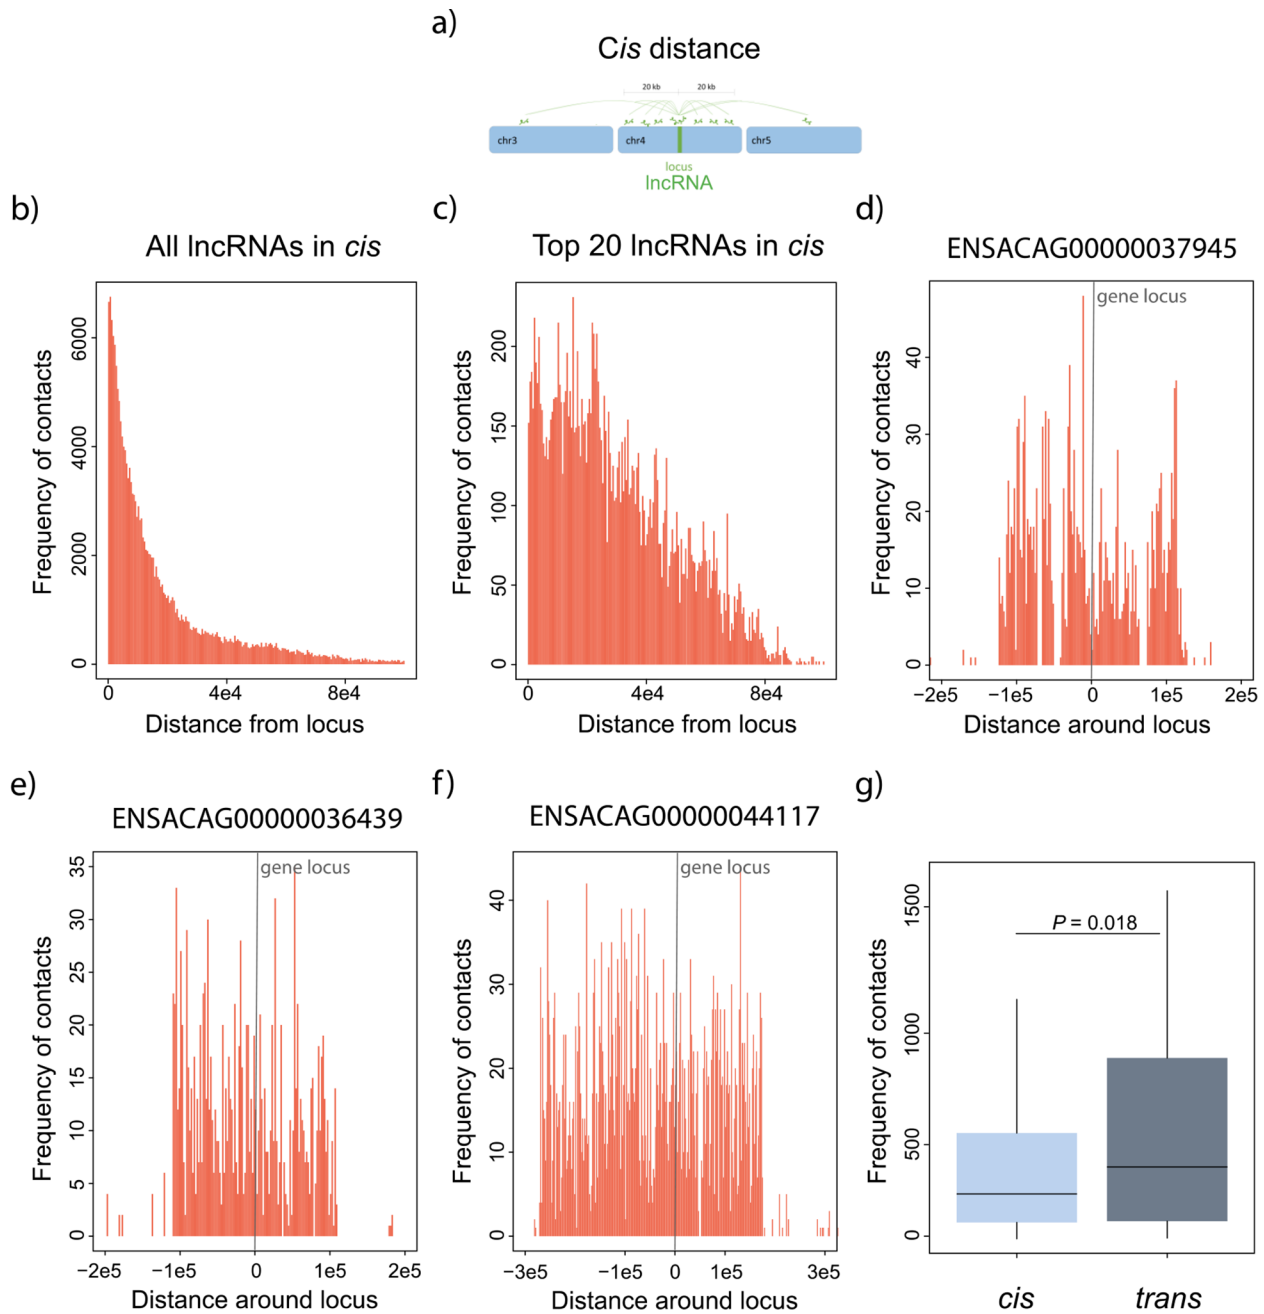 a)
Cis distance
20 kb 20 kb
chr3 chr4 chr5
locus
lncRNA
b)
All lncRNAs in cis
Frequency of contacts
6000
4000
2000
0
0 4e4 8e4
Distance from locus
c)
Top 20 lncRNAs in cis
Frequency of contacts
200
150
100
50
0
0 4e4 8e4
Distance from locus
d)
ENSACAG00000037945
gene locus
Frequency of contacts
40
30
20
10
0
−2e5 −1e5 0 1e5 2e5
Distance around locus
e)
ENSACAG00000036439
gene locus
Frequency of contacts
35
30
25
20
15
10
5
0
−2e5 −1e5 0 1e5 2e5
Distance around locus
f)
ENSACAG00000044117
gene locus
Frequency of contacts
40
30
20
10
0
−3e5 −1e5 0 1e5 3e5
Distance around locus
g)
P = 0.018
Frequency of contacts
1500
1000
500
0
cis trans